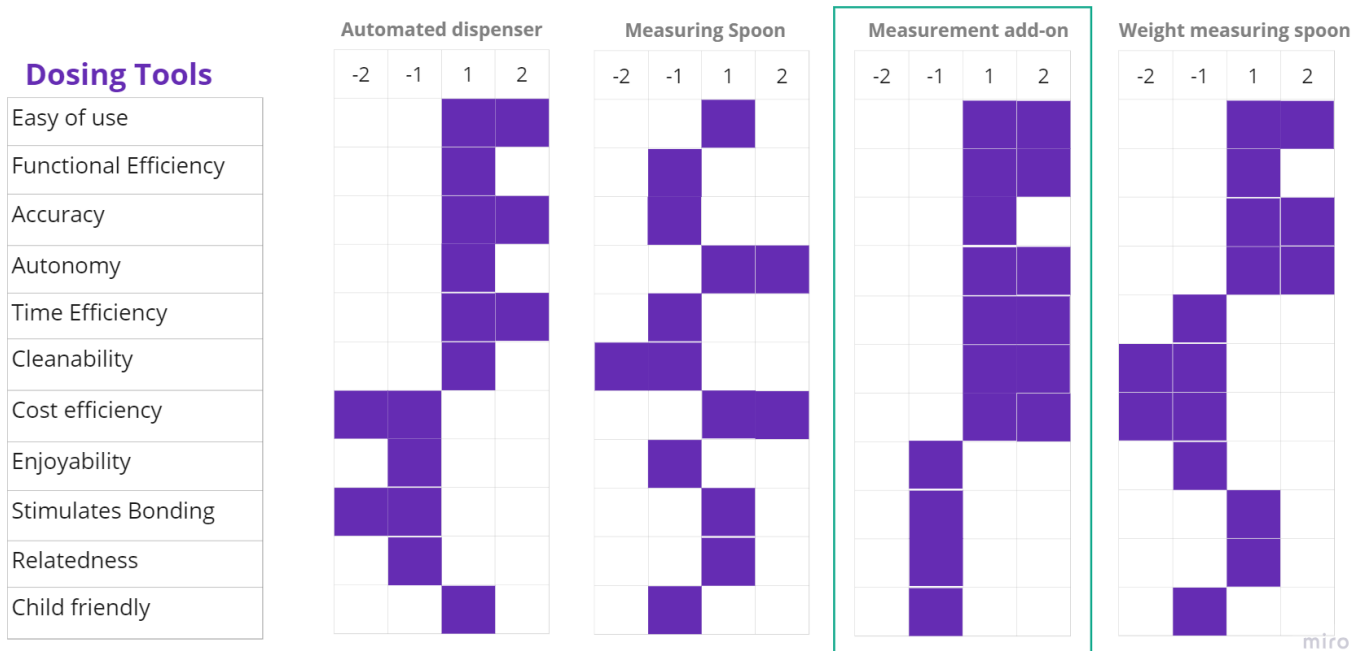 Automated dispenser
Measuring Spoon
Measurement add-on
Weight measuring spoon
Dosing Tools
-2 -1 1 2
-2 -1 1 2
-2 -1 1 2
-2 -1 1 2
Easy of use
Functional Efficiency
Accuracy
Autonomy
Time Efficiency
Cleanability
Cost efficiency
Enjoyability
Stimulates Bonding
Relatedness
Child friendly
miro